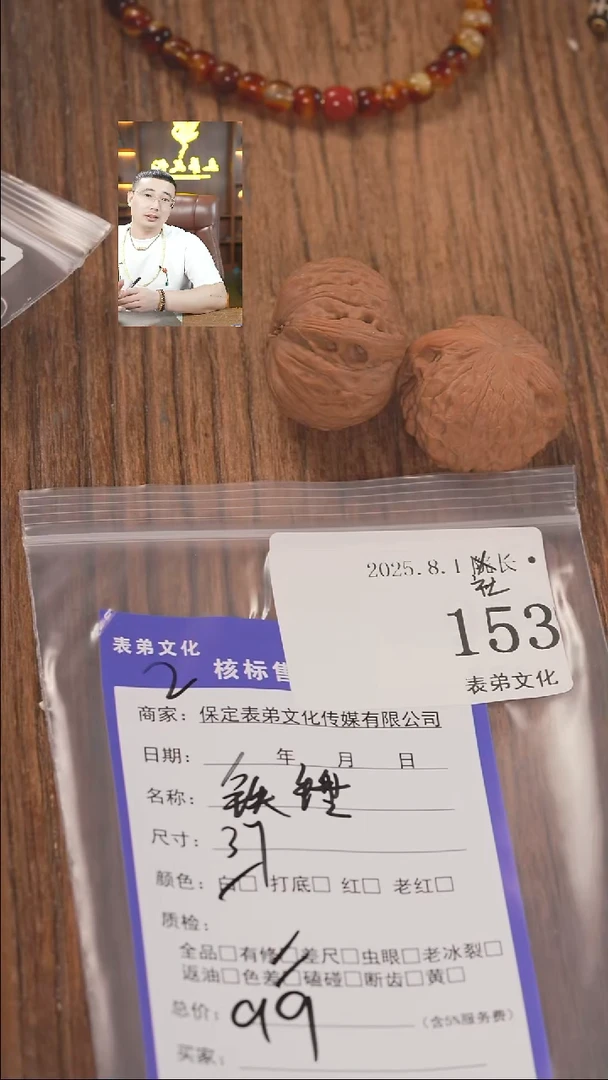 2025.8.1 长
社
153
表弟文化
表弟文化
2
核标售
商家：保定表弟文化传媒有限公司
日期： 年 月 日
名称：铁锤
尺寸：37
颜色：白□ 打底□ 红□ 老红□
质检：
全品□有修□差尺□虫眼□老冰裂□
返油□色差□磕碰□断齿□黄□
总价：99（含5%服务费）
买家：